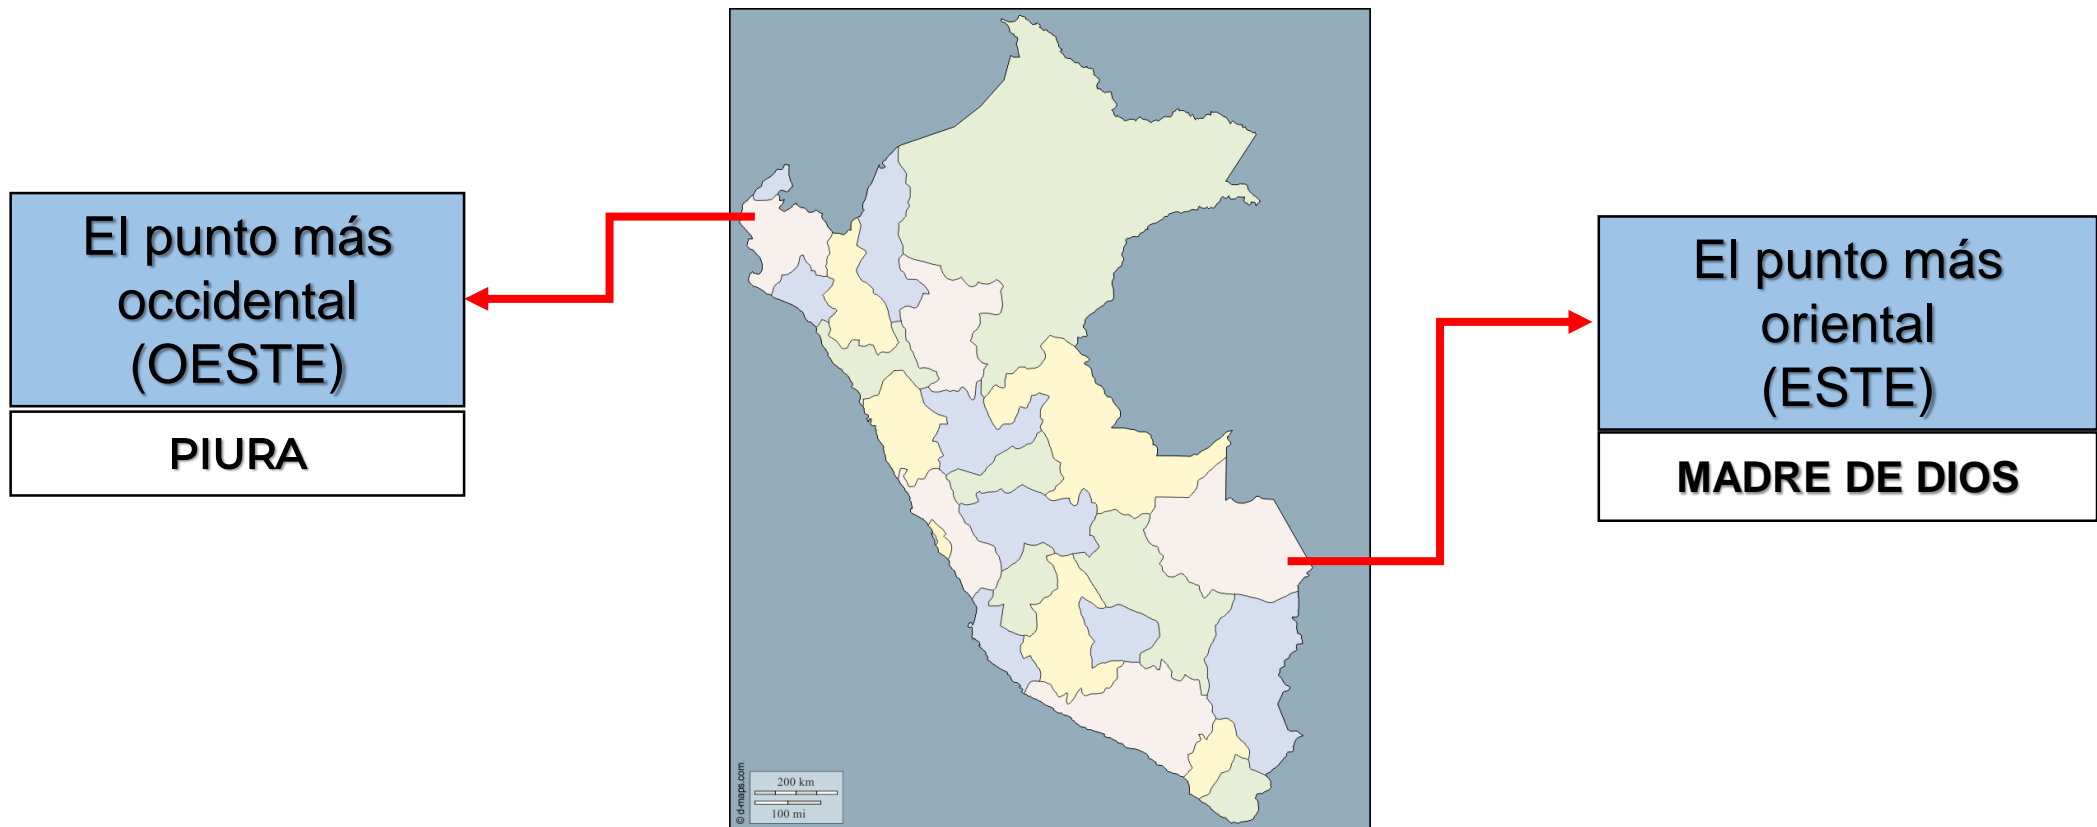 El punto más
occidental
(OESTE)
PIURA
El punto más
oriental
(ESTE)
MADRE DE DIOS
© d-maps.com
200 km
100 mi